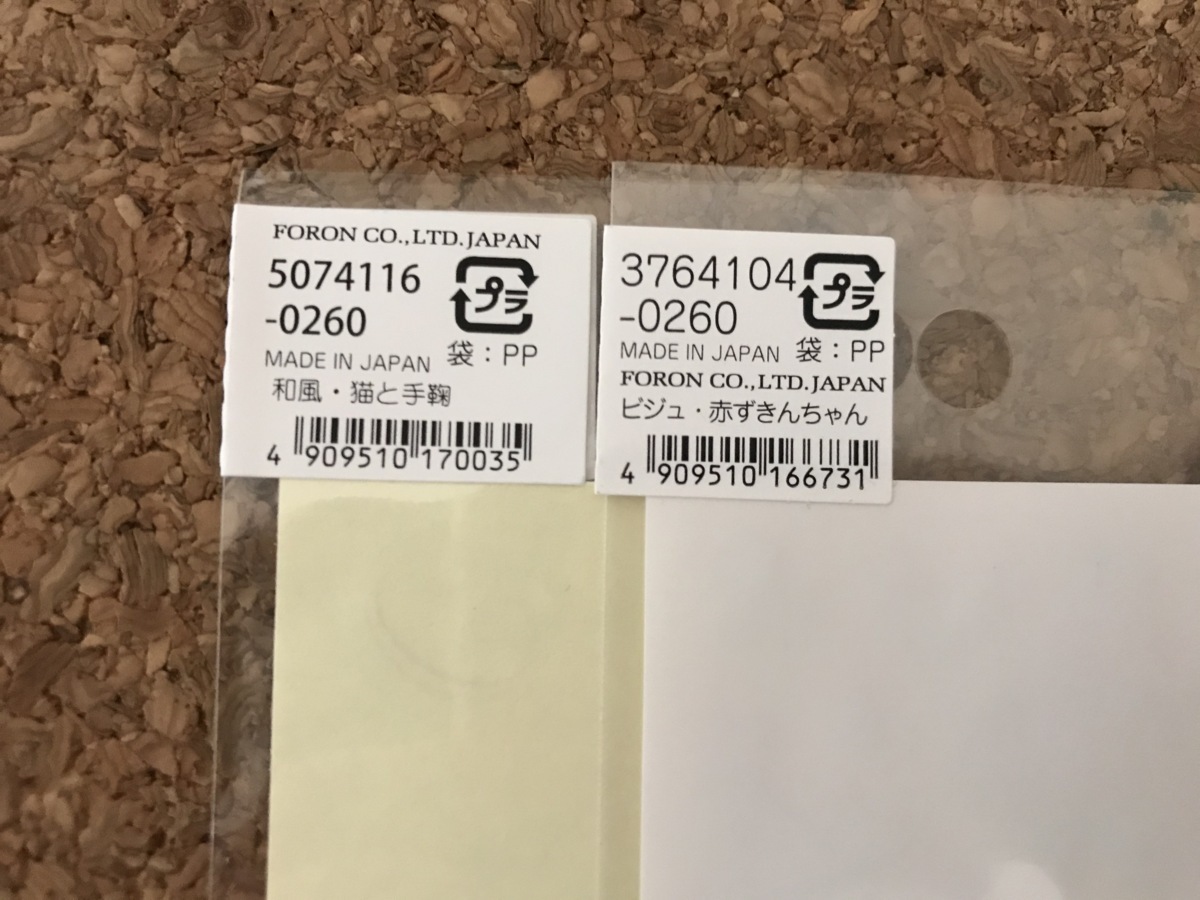 FORON CO.,LTD.JAPAN
5074116
-0260
プラ
MADE IN JAPAN 袋：PP
和風・猫と手鞠
4 909510 170035
3764104
-0260
プラ
MADE IN JAPAN 袋：PP
FORON CO.,LTD.JAPAN
ビジュ・赤ずきんちゃん
4 909510 166731